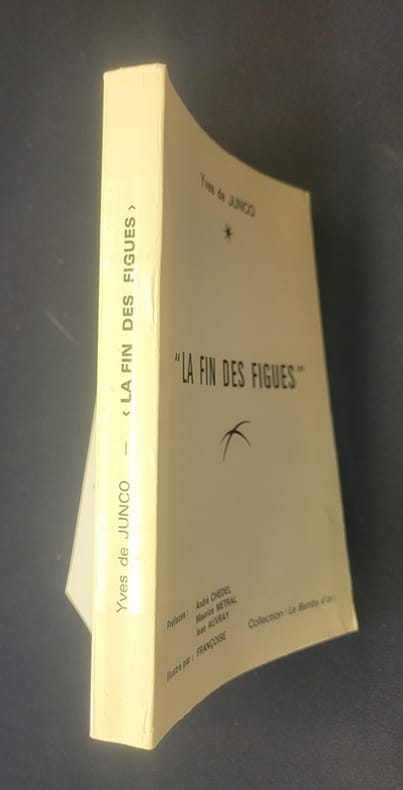 Yves de JUNCO — ‹ LA FIN DES FIGUES ›
Yves de JUNCO
"LA FIN DES FIGUES"
Préfaces : André CHEDEL
Maurice METRAL
Jean AUVRAY
Illustré par : FRANÇOISE
Collection ‹ Le Bamby d'or ›